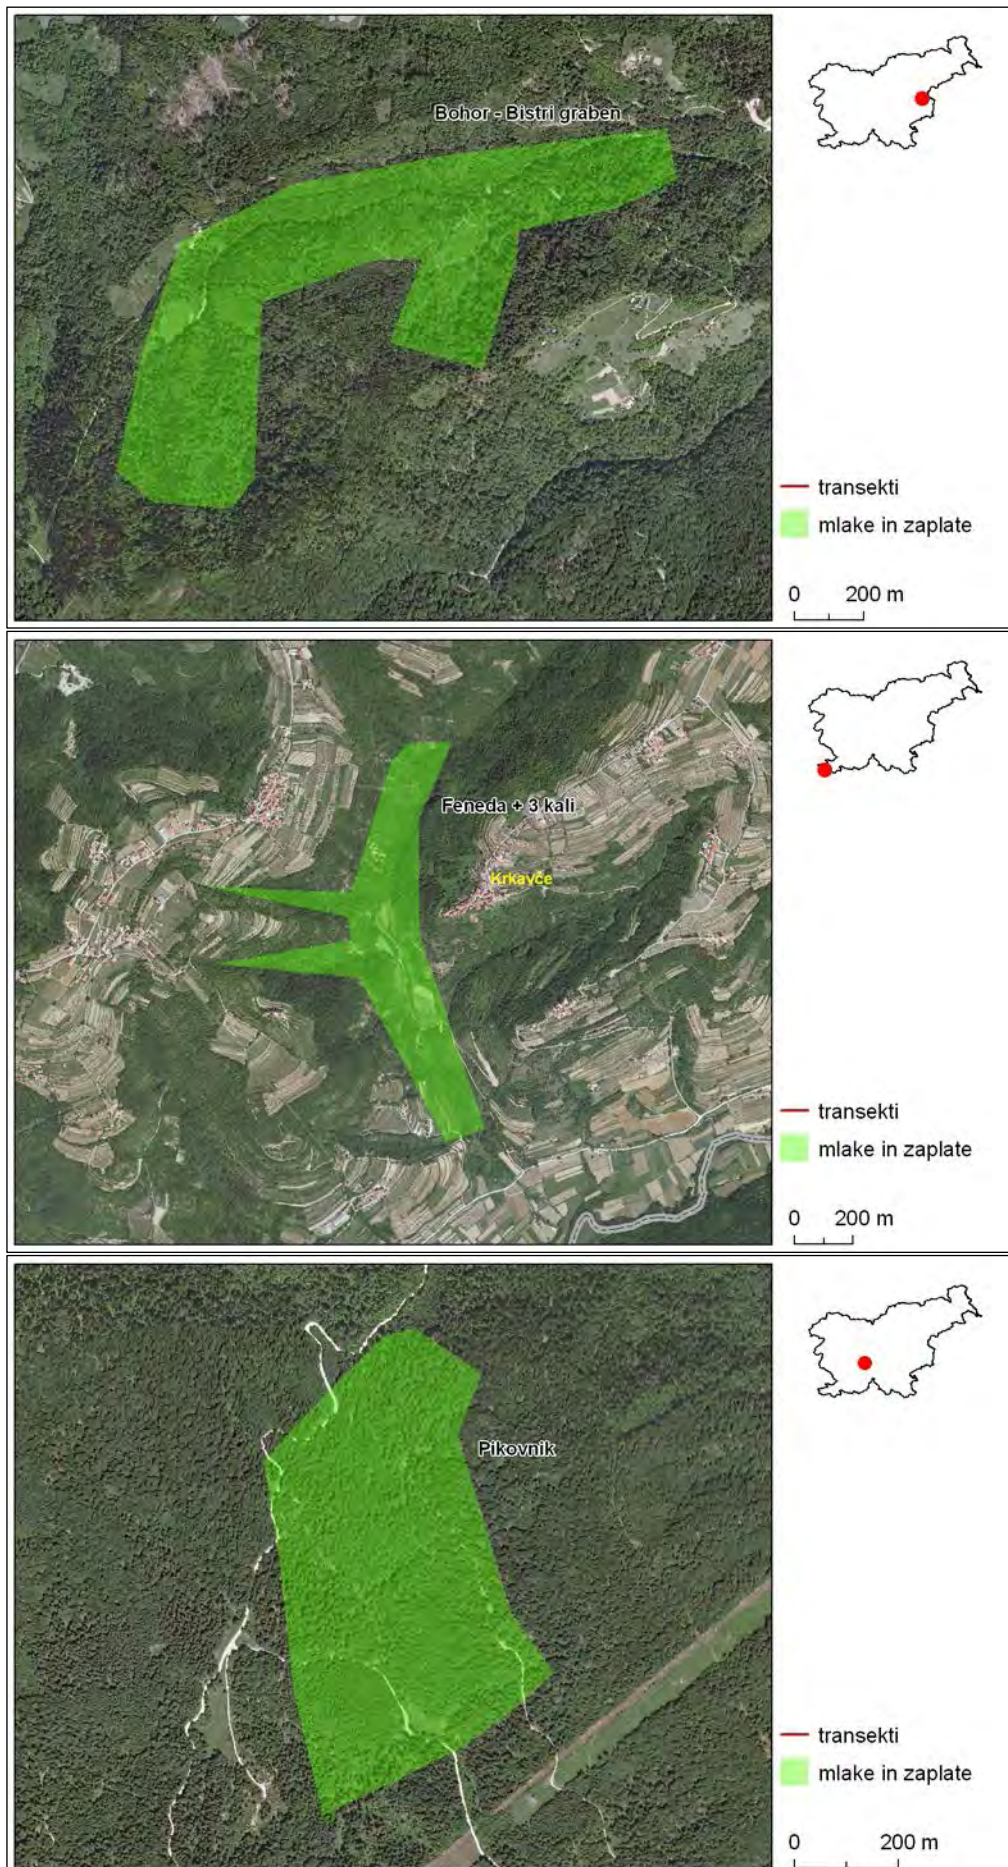 Bohor - Bistri graben
transekti
mlake in zaplate
0 200 m
Feneda + 3 kali
Krkavče
transekti
mlake in zaplate
0 200 m
Pikovnik
transekti
mlake in zaplate
0 200 m